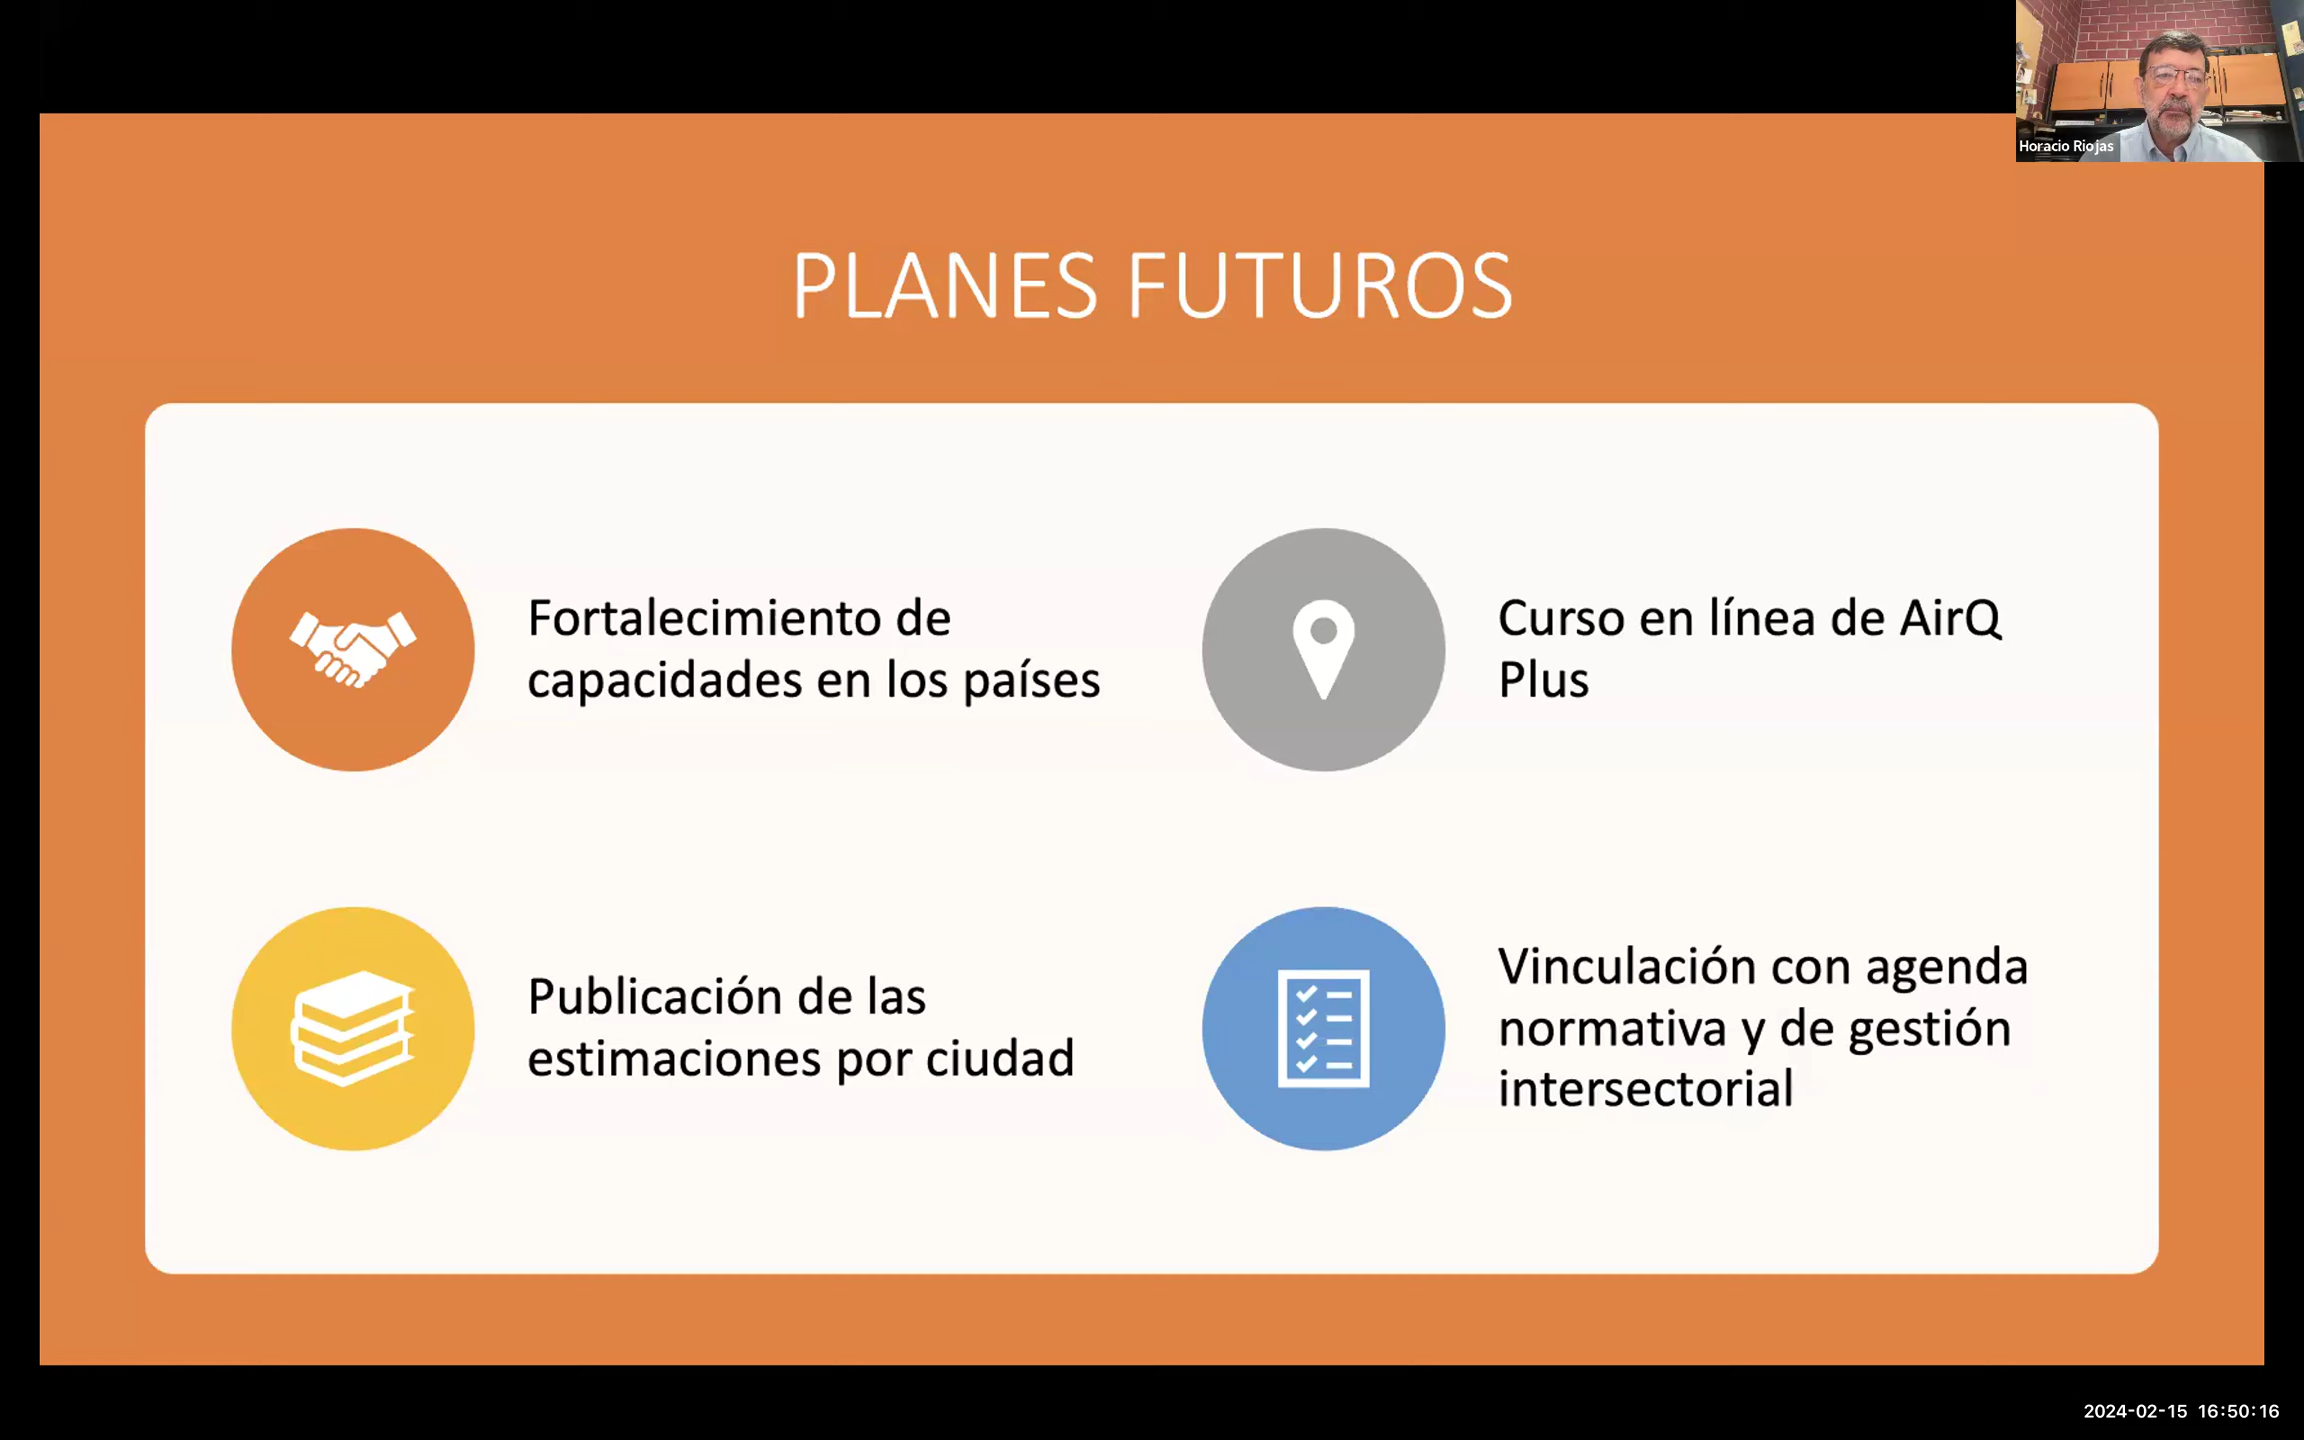 Horacio Riojas
PLANES FUTUROS
Fortalecimiento de
capacidades en los países
Curso en línea de AirQ
Plus
Publicación de las
estimaciones por ciudad
Vinculación con agenda
normativa y de gestión
intersectorial
2024-02-15 16:50:16